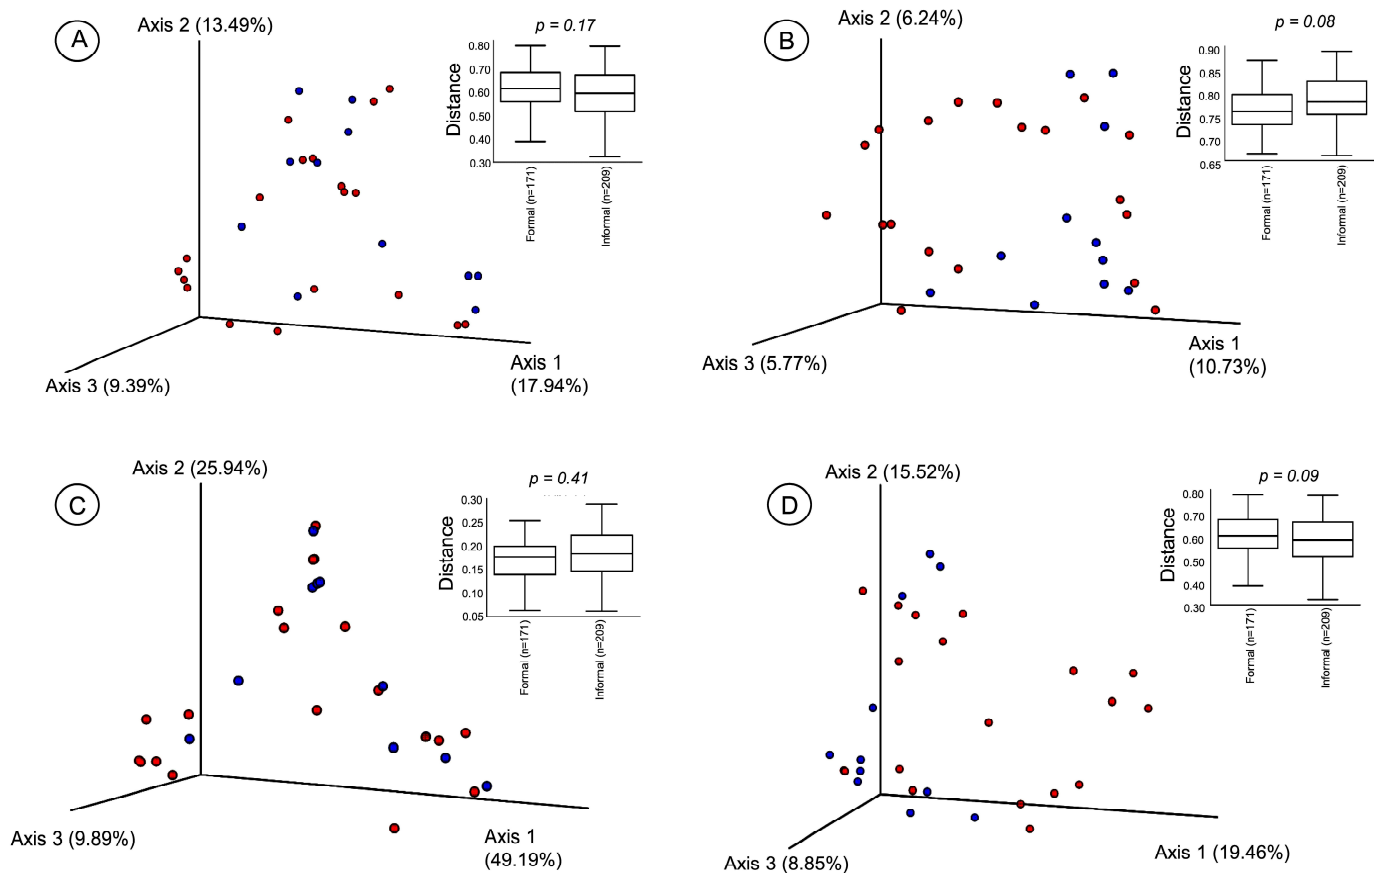 A
Axis 2 (13.49%)
p = 0.17
Distance
0.80
0.70
0.60
0.50
0.40
0.30
Formal (n=171)
Informal (n=209)
Axis 1
(17.94%)
Axis 3 (9.39%)
B
Axis 2 (6.24%)
p = 0.08
Distance
0.90
0.85
0.80
0.75
0.70
0.65
Formal (n=171)
Informal (n=209)
Axis 1
(10.73%)
Axis 3 (5.77%)
C
Axis 2 (25.94%)
p = 0.41
Distance
0.30
0.25
0.20
0.15
0.10
0.05
Formal (n=171)
Informal (n=209)
Axis 1
(49.19%)
Axis 3 (9.89%)
D
Axis 2 (15.52%)
p = 0.09
Distance
0.80
0.70
0.60
0.50
0.40
0.30
Formal (n=171)
Informal (n=209)
Axis 1 (19.46%)
Axis 3 (8.85%)